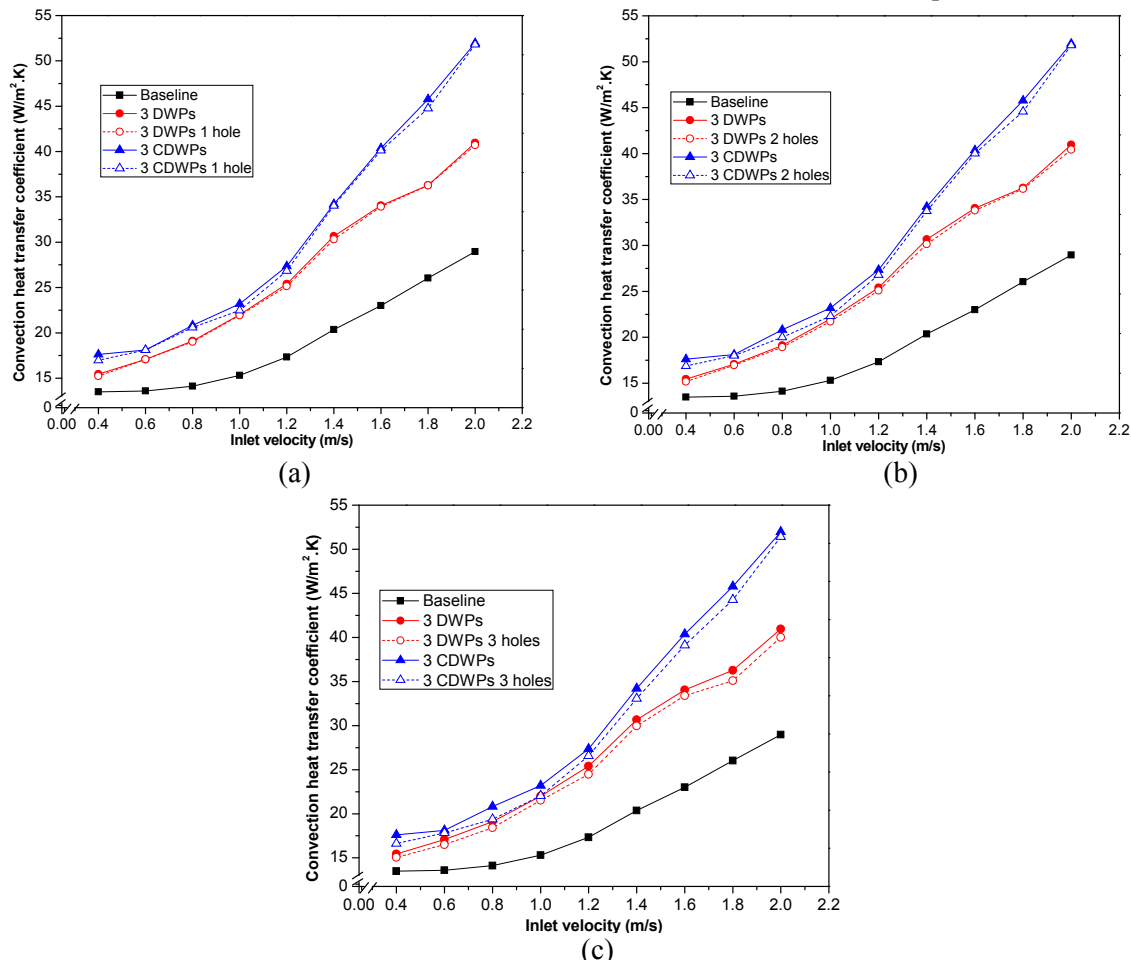 55
50
45
40
35
30
25
20
15
0
Convection heat transfer coefficient (W/m².K)
Baseline
3 DWPs
3 DWPs 1 hole
3 CDWPs
3 CDWPs 1 hole
0.00 0.4 0.6 0.8 1.0 1.2 1.4 1.6 1.8 2.0 2.2
Inlet velocity (m/s)
(a)
55
50
45
40
35
30
25
20
15
0
Convection heat transfer coefficient (W/m².K)
Baseline
3 DWPs
3 DWPs 2 holes
3 CDWPs
3 CDWPs 2 holes
0.00 0.4 0.6 0.8 1.0 1.2 1.4 1.6 1.8 2.0 2.2
Inlet velocity (m/s)
(b)
55
50
45
40
35
30
25
20
15
0
Convection heat transfer coefficient (W/m².K)
Baseline
3 DWPs
3 DWPs 3 holes
3 CDWPs
3 CDWPs 3 holes
0.00 0.4 0.6 0.8 1.0 1.2 1.4 1.6 1.8 2.0 2.2
Inlet velocity (m/s)
(c)